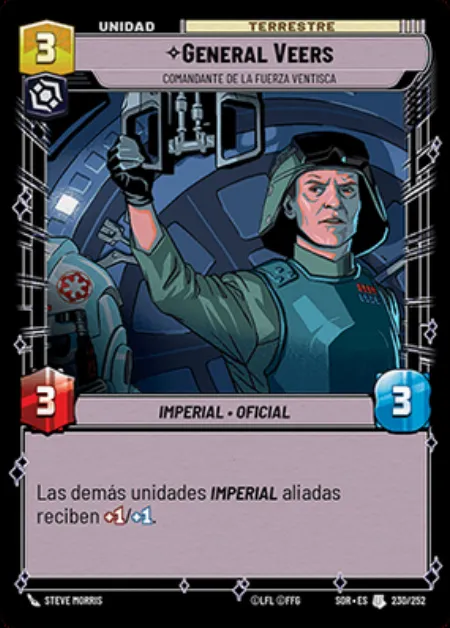 UNIDAD
TERRESTRE
3
GENERAL VEERS
COMANDANTE DE LA FUERZA VENTISCA
3
IMPERIAL • OFICIAL
3
Las demás unidades IMPERIAL aliadas
reciben +1/+1.
STEVE MORRIS
©LFL ©FFG
SOR • ES
230/252